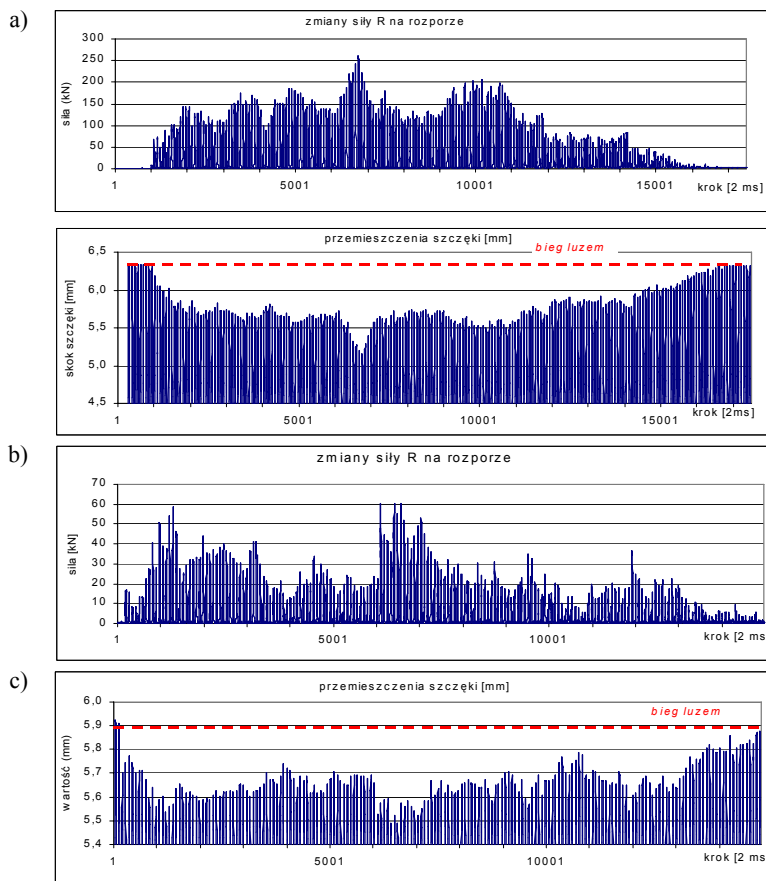 a)
zmiany siły R na rozporze
siła (kN)
300
250
200
150
100
50
0
1
5001
10001
15001
krok [2 ms]
przemieszczenia szczęki [mm]
bieg luzem
skok szczęki [mm]
6,5
6,0
5,5
5,0
4,5
1
5001
10001
15001
krok [2ms]
b)
zmiany siły R na rozporze
sila [kN]
70
60
50
40
30
20
10
0
1
5001
10001
krok [2 ms]
c)
przemieszczenia szczęki [mm]
bieg luzem
wartość (mm)
6,0
5,9
5,8
5,7
5,6
5,5
5,4
1
5001
10001
krok [2 ms]